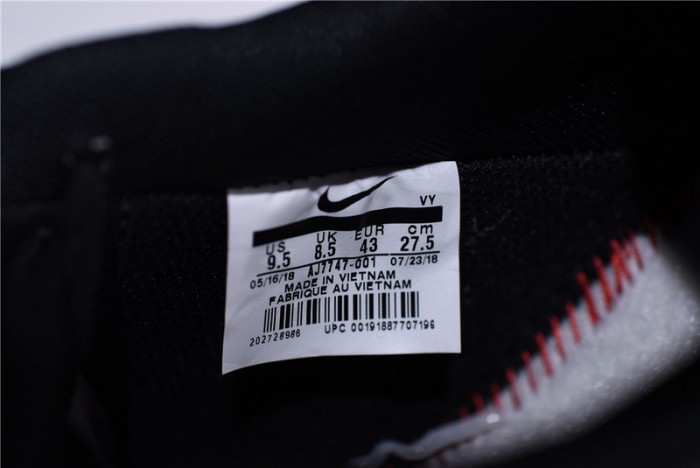 VY
US UK EUR cm
9.5 8.5 43 27.5
05/16/18 AJ7747-001 07/23/18
MADE IN VIETNAM
FABRIQUE AU VIETNAM
202728986 UPC 00191887707196